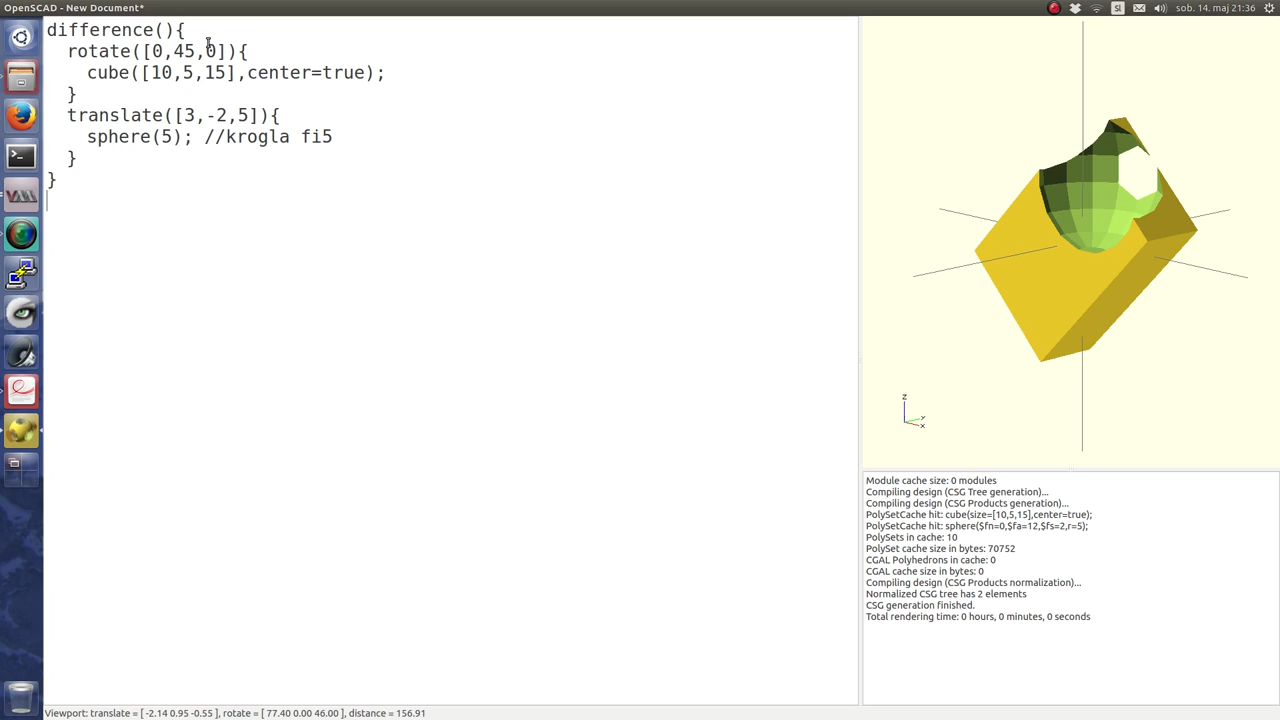 OpenSCAD - New Document*
Sl
sob. 14. maj 21:36
difference(){
rotate([0,45,0]){
cube([10,5,15],center=true);
}
translate([3,-2,5]){
sphere(5); //krogla fi5
}
}
z
y
x
Module cache size: 0 modules
Compiling design (CSG Tree generation)...
Compiling design (CSG Products generation)...
PolySetCache hit: cube(size=[10,5,15],center=true);
PolySetCache hit: sphere($fn=0,$fa=12,$fs=2,r=5);
PolySets in cache: 10
PolySet cache size in bytes: 70752
CGAL Polyhedrons in cache: 0
CGAL cache size in bytes: 0
Compiling design (CSG Products normalization)...
Normalized CSG tree has 2 elements
CSG generation finished.
Total rendering time: 0 hours, 0 minutes, 0 seconds
Viewport: translate = [ -2.14 0.95 -0.55 ], rotate = [ 77.40 0.00 46.00 ], distance = 156.91